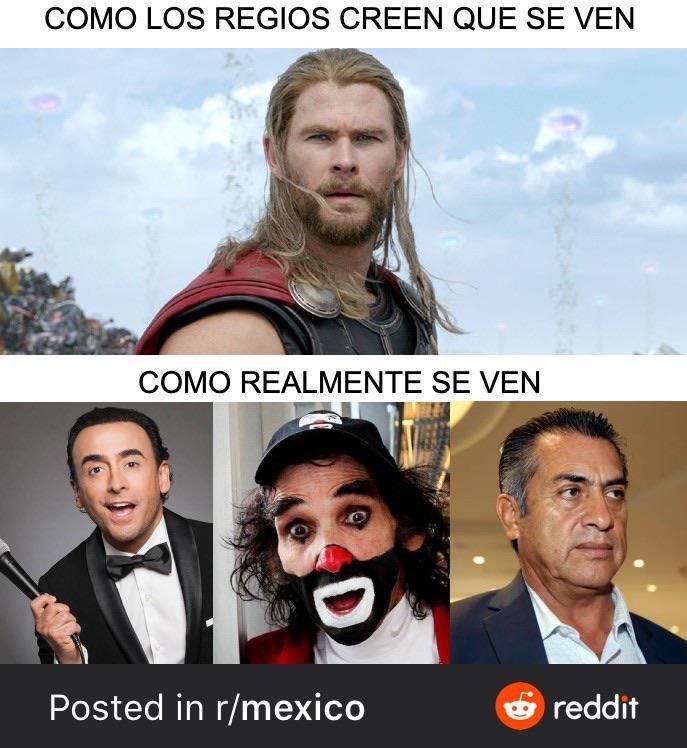 COMO LOS REGIOS CREEN QUE SE VEN
COMO REALMENTE SE VEN
Posted in r/mexico
reddit